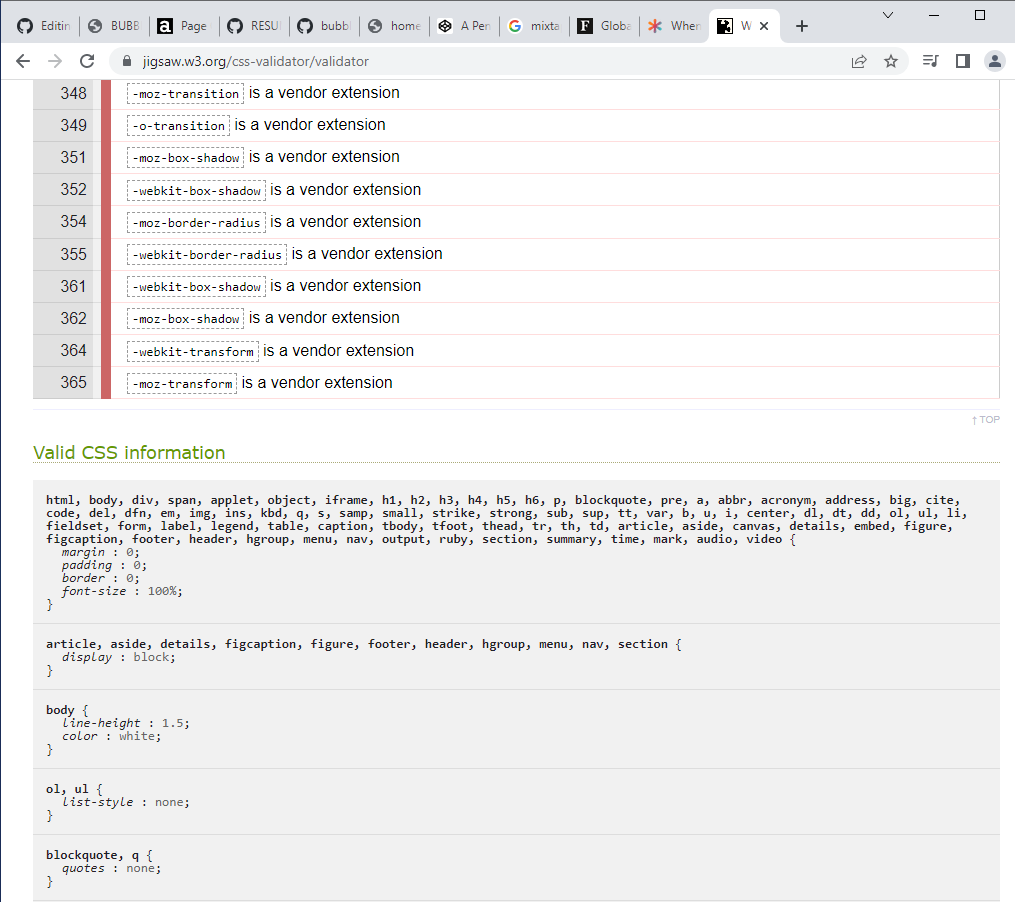 Editin BUBB Page RESU bubb home A Pen mixta Globa When W
jigsaw.w3.org/css-validator/validator
348 -moz-transition is a vendor extension
349 -o-transition is a vendor extension
351 -moz-box-shadow is a vendor extension
352 -webkit-box-shadow is a vendor extension
354 -moz-border-radius is a vendor extension
355 -webkit-border-radius is a vendor extension
361 -webkit-box-shadow is a vendor extension
362 -moz-box-shadow is a vendor extension
364 -webkit-transform is a vendor extension
365 -moz-transform is a vendor extension
↑ TOP
Valid CSS information
html, body, div, span, applet, object, iframe, h1, h2, h3, h4, h5, h6, p, blockquote, pre, a, abbr, acronym, address, big, cite,
code, del, dfn, em, img, ins, kbd, q, s, samp, small, strike, strong, sub, sup, tt, var, b, u, i, center, dl, dt, dd, ol, ul, li,
fieldset, form, label, legend, table, caption, tbody, tfoot, thead, tr, th, td, article, aside, canvas, details, embed, figure,
figcaption, footer, header, hgroup, menu, nav, output, ruby, section, summary, time, mark, audio, video {
margin : 0;
padding : 0;
border : 0;
font-size : 100%;
}
article, aside, details, figcaption, figure, footer, header, hgroup, menu, nav, section {
display : block;
}
body {
line-height : 1.5;
color : white;
}
ol, ul {
list-style : none;
}
blockquote, q {
quotes : none;
}